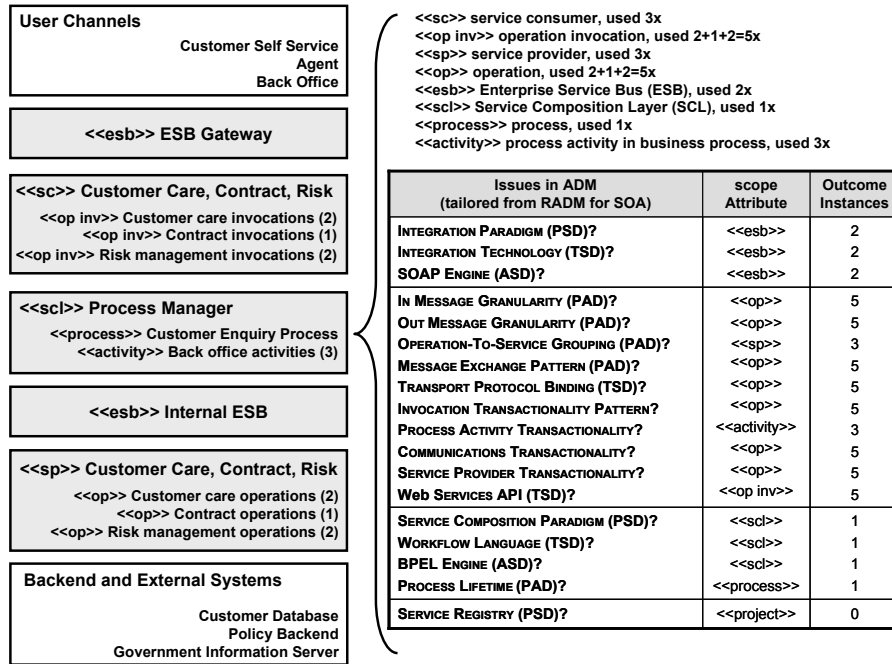 User Channels
Customer Self Service
Agent
Back Office
<<esb>> ESB Gateway
<<sc>> Customer Care, Contract, Risk
<<op inv>> Customer care invocations (2)
<<op inv>> Contract invocations (1)
<<op inv>> Risk management invocations (2)
<<scl>> Process Manager
<<process>> Customer Enquiry Process
<<activity>> Back office activities (3)
<<esb>> Internal ESB
<<sp>> Customer Care, Contract, Risk
<<op>> Customer care operations (2)
<<op>> Contract operations (1)
<<op>> Risk management operations (2)
Backend and External Systems
Customer Database
Policy Backend
Government Information Server
<<sc>> service consumer, used 3x
<<op inv>> operation invocation, used 2+1+2=5x
<<sp>> service provider, used 3x
<<op>> operation, used 2+1+2=5x
<<esb>> Enterprise Service Bus (ESB), used 2x
<<scl>> Service Composition Layer (SCL), used 1x
<<process>> process, used 1x
<<activity>> process activity in business process, used 3x
Issues in ADM (tailored from RADM for SOA) scope Attribute Outcome Instances
INTEGRATION PARADIGM (PSD)? <<esb>> 2
INTEGRATION TECHNOLOGY (TSD)? <<esb>> 2
SOAP ENGINE (ASD)? <<esb>> 2
IN MESSAGE GRANULARITY (PAD)? <<op>> 5
OUT MESSAGE GRANULARITY (PAD)? <<op>> 5
OPERATION-TO-SERVICE GROUPING (PAD)? <<sp>> 3
MESSAGE EXCHANGE PATTERN (PAD)? <<op>> 5
TRANSPORT PROTOCOL BINDING (TSD)? <<op>> 5
INVOCATION TRANSACTIONALITY PATTERN? <<op>> 5
PROCESS ACTIVITY TRANSACTIONALITY? <<activity>> 3
COMMUNICATIONS TRANSACTIONALITY? <<op>> 5
SERVICE PROVIDER TRANSACTIONALITY? <<op>> 5
WEB SERVICES API (TSD)? <<op inv>> 5
SERVICE COMPOSITION PARADIGM (PSD)? <<scl>> 1
WORKFLOW LANGUAGE (TSD)? <<scl>> 1
BPEL ENGINE (ASD)? <<scl>> 1
PROCESS LIFETIME (PAD)? <<process>> 1
SERVICE REGISTRY (PSD)? <<project>> 0